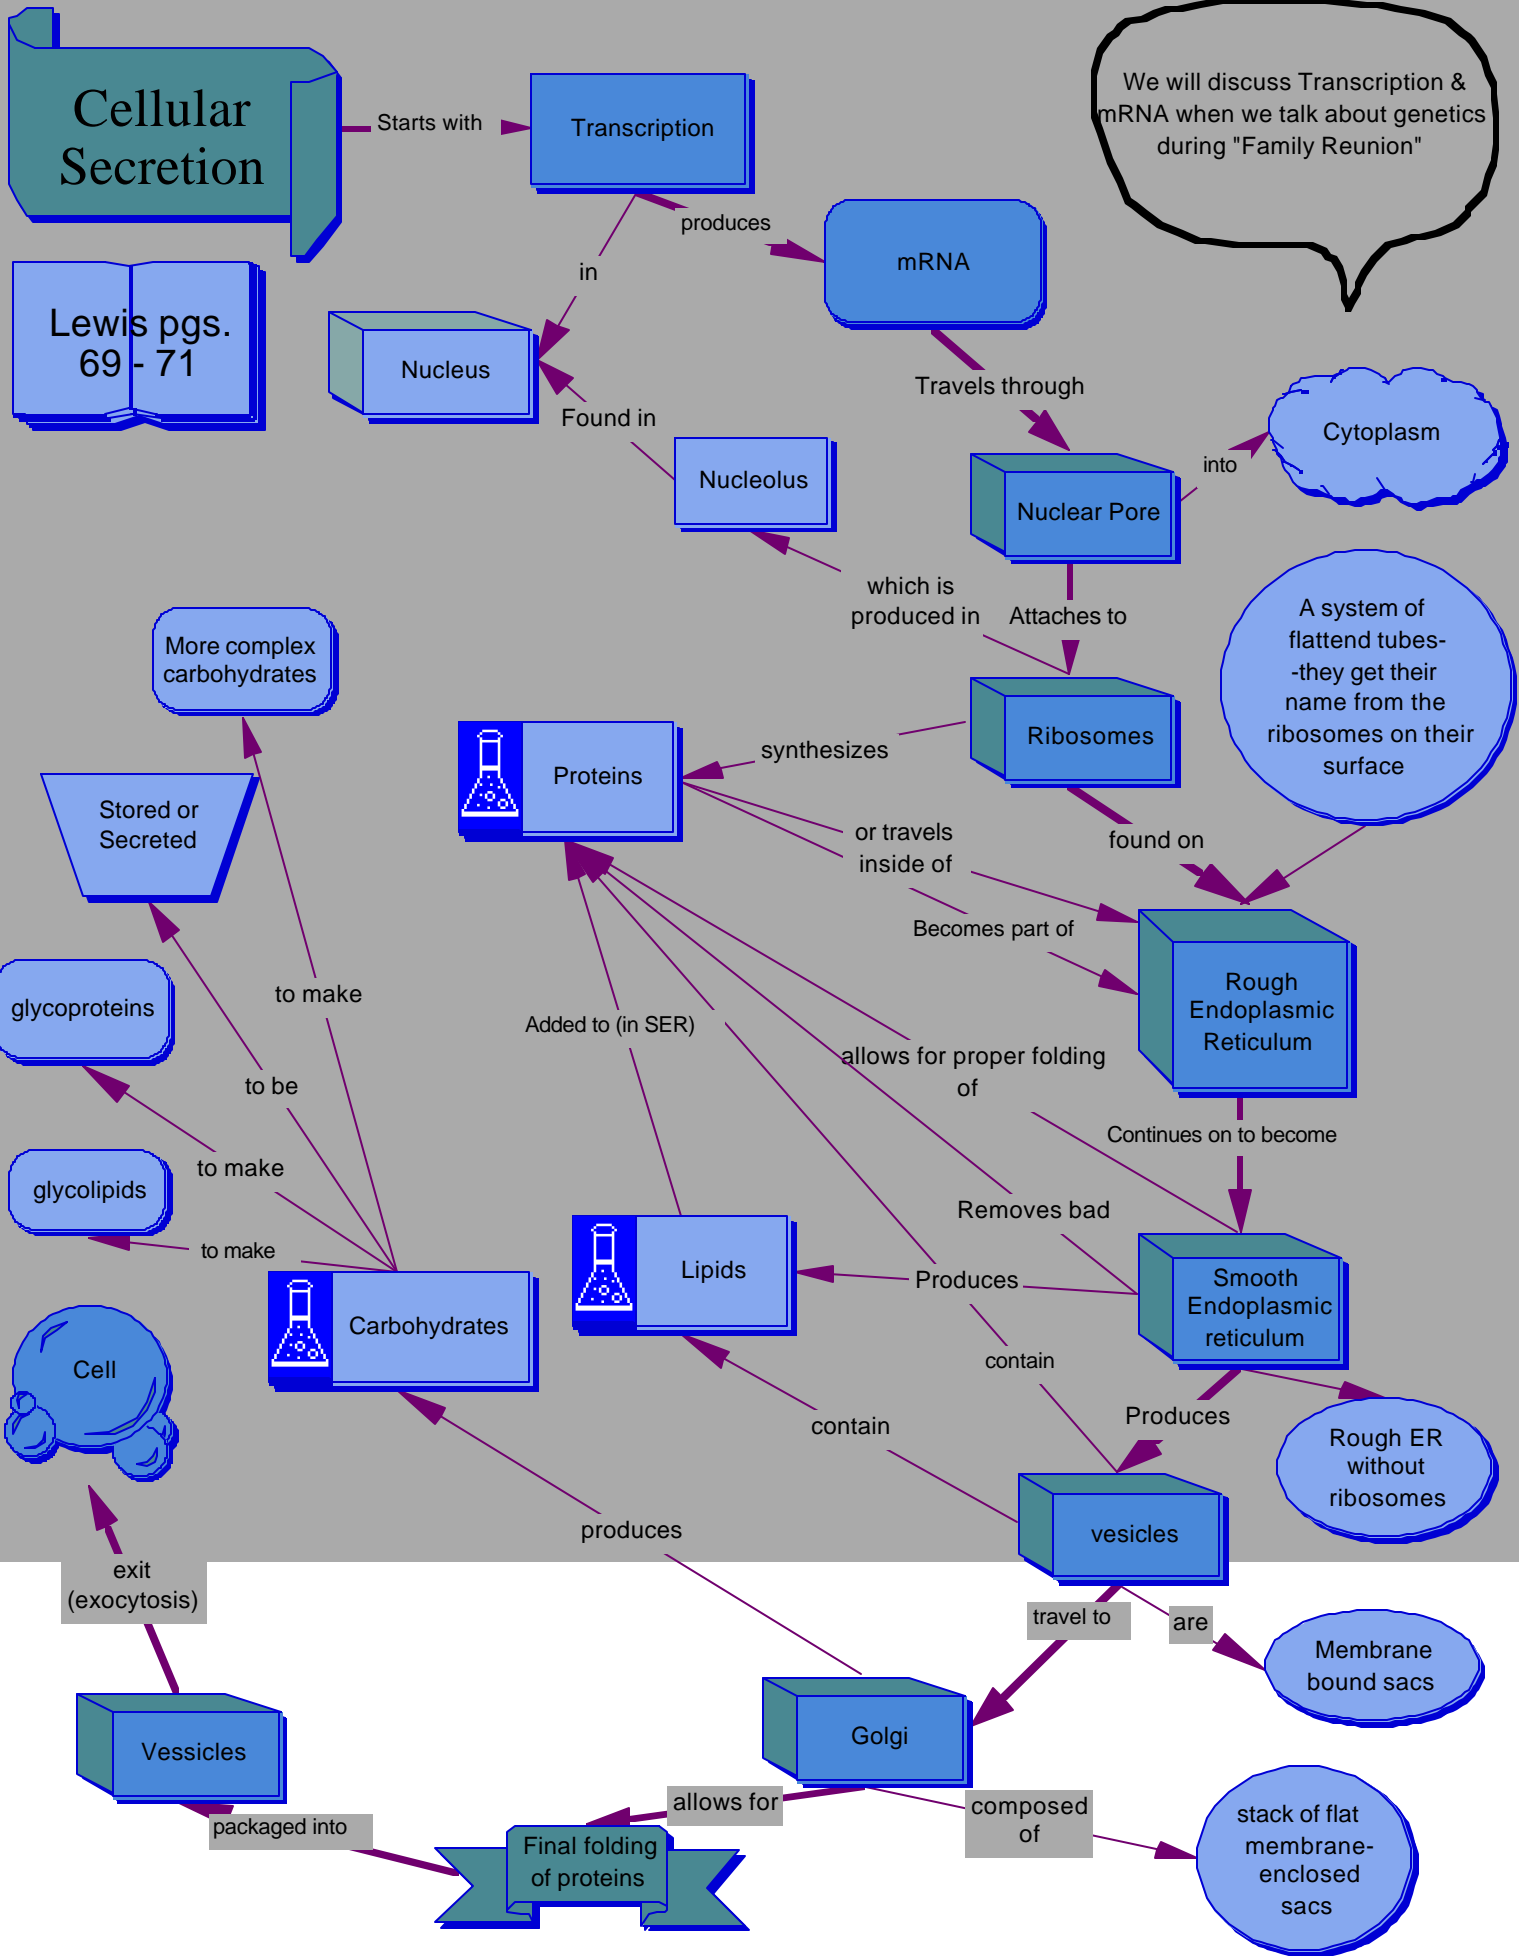 Cellular
Secretion
Starts with
Transcription
We will discuss Transcription &
mRNA when we talk about genetics
during "Family Reunion"
produces
mRNA
in
Lewis pgs.
69 - 71
Nucleus
Found in
Travels through
Cytoplasm
into
Nucleolus
Nuclear Pore
which is
produced in
Attaches to
A system of
flattend tubes-
-they get their
name from the
ribosomes on their
surface
More complex
carbohydrates
Ribosomes
synthesizes
Proteins
Stored or
Secreted
or travels
inside of
found on
Becomes part of
Rough
Endoplasmic
Reticulum
glycoproteins
to make
Added to (in SER)
allows for proper folding
of
to be
Continues on to become
to make
glycolipids
Removes bad
to make
Lipids
Produces
Smooth
Endoplasmic
reticulum
Carbohydrates
Cell
contain
contain
Produces
Rough ER
without
ribosomes
produces
vesicles
exit
(exocytosis)
travel to
are
Membrane
bound sacs
Vessicles
Golgi
allows for
composed
of
packaged into
Final folding
of proteins
stack of flat
membrane-
enclosed
sacs